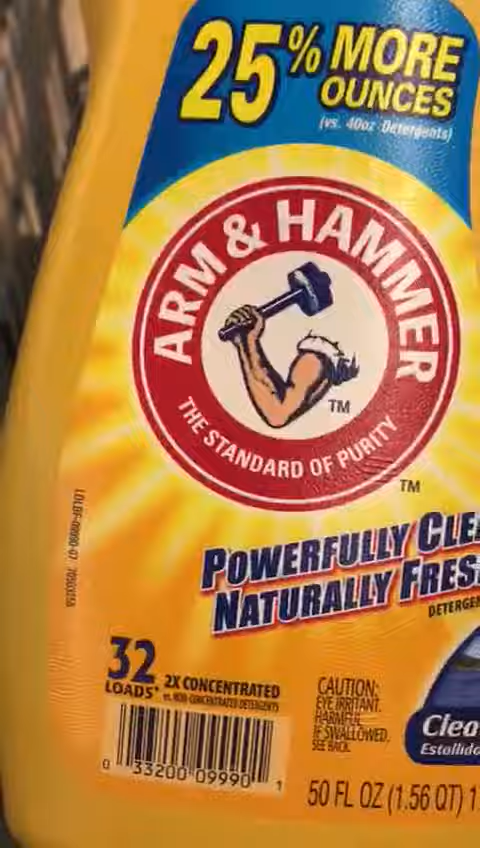 25% MORE
OUNCES
(vs. 40oz Detergents)
ARM & HAMMER
TM
THE STANDARD OF PURITY
TM
POWERFULLY CLE
NATURALLY FRES
DETERGEN
32
LOADS*
2X CONCENTRATED
vs. NON-CONCENTRATED DETERGENTS
CAUTION:
EYE IRRITANT.
HARMFUL
IF SWALLOWED.
SEE BACK.
Clea
Estallido
0 33200 09990 1
50 FL OZ (1.56 QT) 1